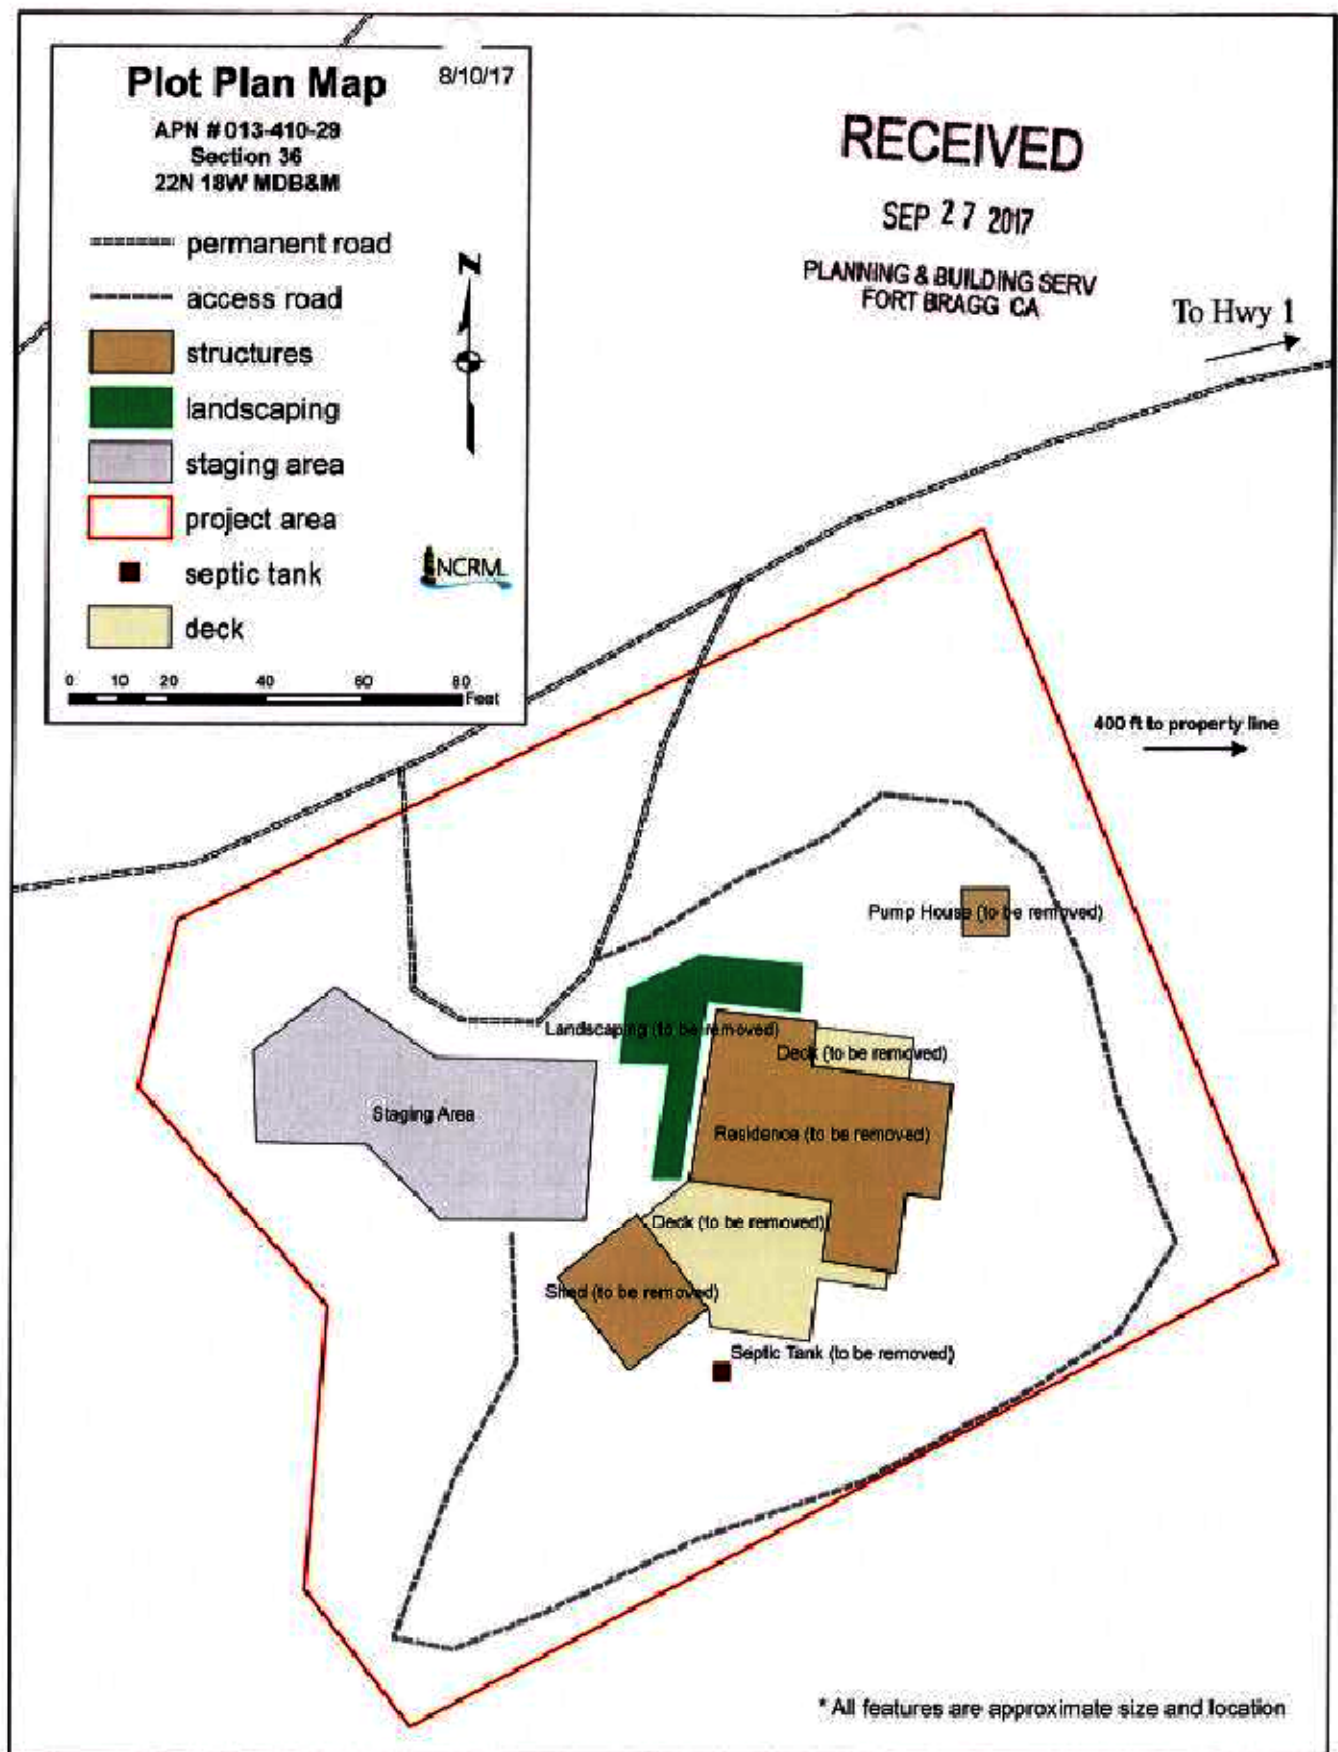 Plot Plan Map
8/10/17
APN # 013-410-29
Section 36
22N 18W MDB&M
permanent road
access road
structures
landscaping
staging area
project area
septic tank
deck
N
NCRM
0 10 20 40 60 80
Feet
RECEIVED
SEP 27 2017
PLANNING & BUILDING SERV
FORT BRAGG CA
To Hwy 1
400 ft to property line
Pump House (to be removed)
Landscaping (to be removed)
Deck (to be removed)
Staging Area
Residence (to be removed)
Deck (to be removed)
Shed (to be removed)
Septic Tank (to be removed)
* All features are approximate size and location